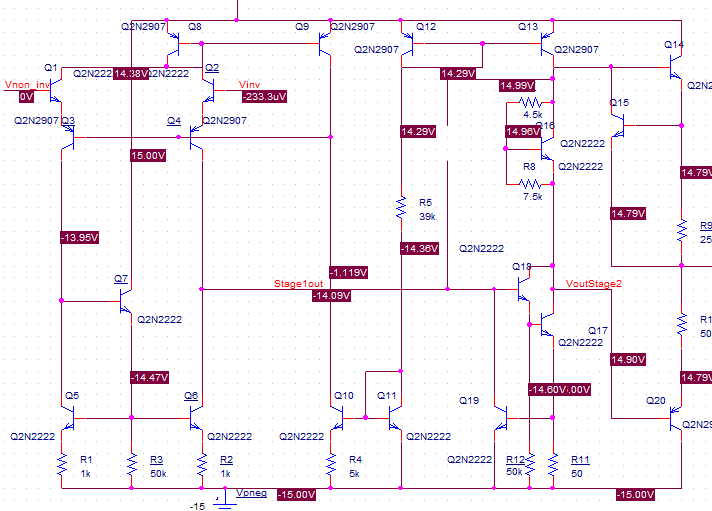 Q8 Q9 Q12 Q13
Q2N2907 Q2N2907 Q14
Q1 Q2N2907 Q2N2907
Q2N2222 14.38V Q2N2222 Q2 14.29V
Vnon_inv Vinv 14.99V
0V -233.3uV Q15
4.5k
Q2N2907 Q3 Q4 Q2N2907 14.29V 14.96V Q16
Q2N2222
15.00V R8 Q2N2222
14.79V
7.5k
R5 14.79V
39k R9
-13.95V
-14.36V Q2N2222
-1.119V Q18
Q7 Stage1out VoutStage2
-14.09V
Q2N2222 Q17
Q2N2222
14.90V
-14.47V 14.79V
-14.60V
Q5 Q6 Q10 Q11 Q19 Q20
Q2N2222 Q2N2222 Q2N2222 Q2N2222 Q2N2222
R1 R3 R2 R4 R12 R11
1k 50k 1k 5k 50k 50
Vpneg -15.00V -15.00V
-15